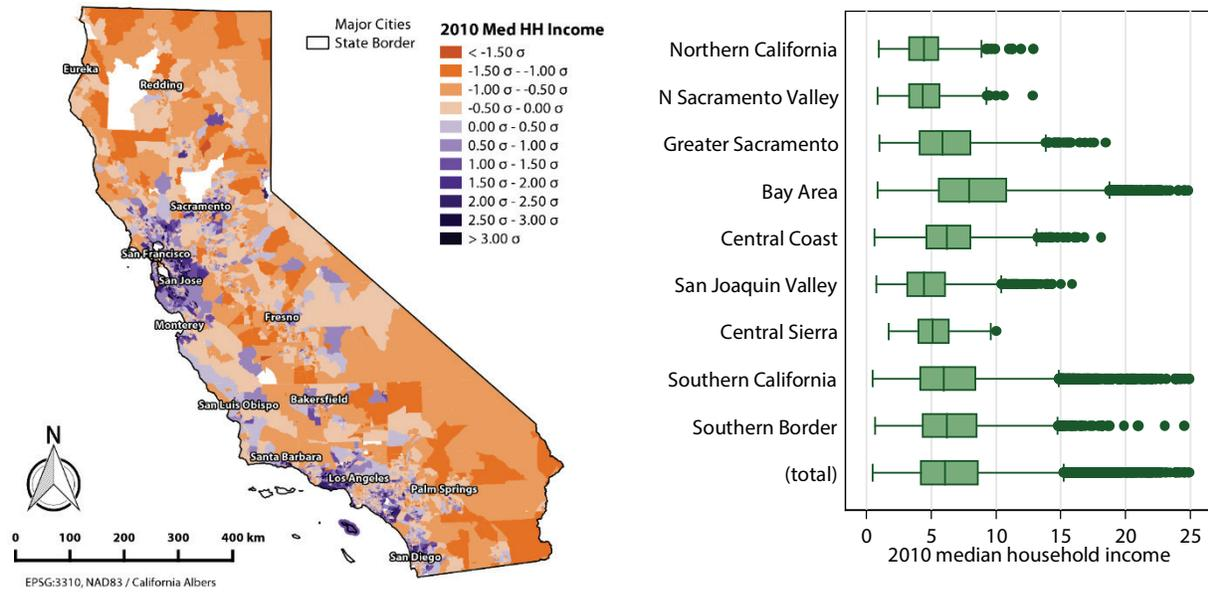 Major Cities
State Border
2010 Med HH Income
< -1.50 σ
-1.50 σ - -1.00 σ
-1.00 σ - -0.50 σ
-0.50 σ - 0.00 σ
0.00 σ - 0.50 σ
0.50 σ - 1.00 σ
1.00 σ - 1.50 σ
1.50 σ - 2.00 σ
2.00 σ - 2.50 σ
2.50 σ - 3.00 σ
> 3.00 σ
Eureka
Redding
Sacramento
San Francisco
San Jose
Monterey
Fresno
San Luis Obispo
Bakersfield
Santa Barbara
Los Angeles
Palm Springs
San Diego
N
0 100 200 300 400 km
EPSG:3310, NAD83 / California Albers
Northern California
N Sacramento Valley
Greater Sacramento
Bay Area
Central Coast
San Joaquin Valley
Central Sierra
Southern California
Southern Border
(total)
0 5 10 15 20 25
2010 median household income